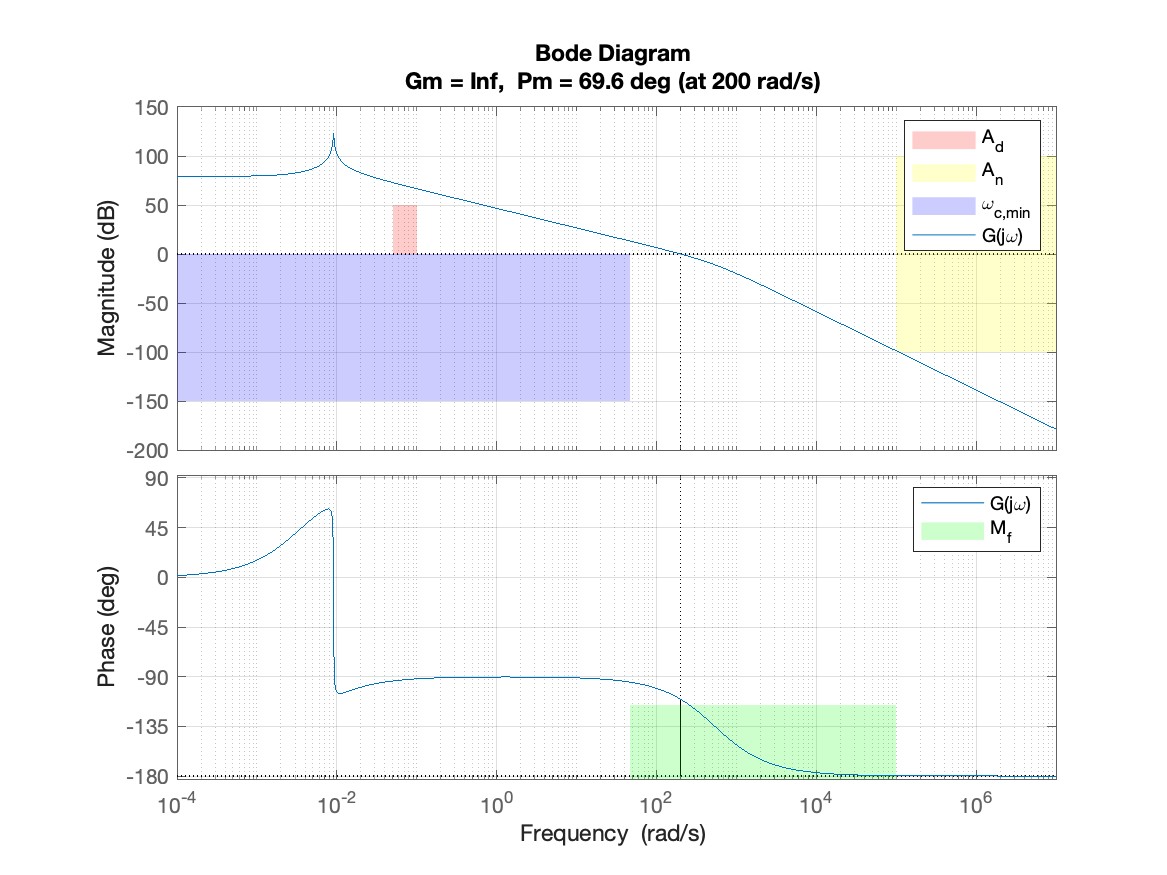 Bode Diagram
Gm = Inf,  Pm = 69.6 deg (at 200 rad/s)
Magnitude (dB)
150
100
50
0
-50
-100
-150
-200
A_d
A_n
ω_c,min
G(jω)
Phase (deg)
90
45
0
-45
-90
-135
-180
G(jω)
M_f
10^-4
10^-2
10^0
10^2
10^4
10^6
Frequency  (rad/s)